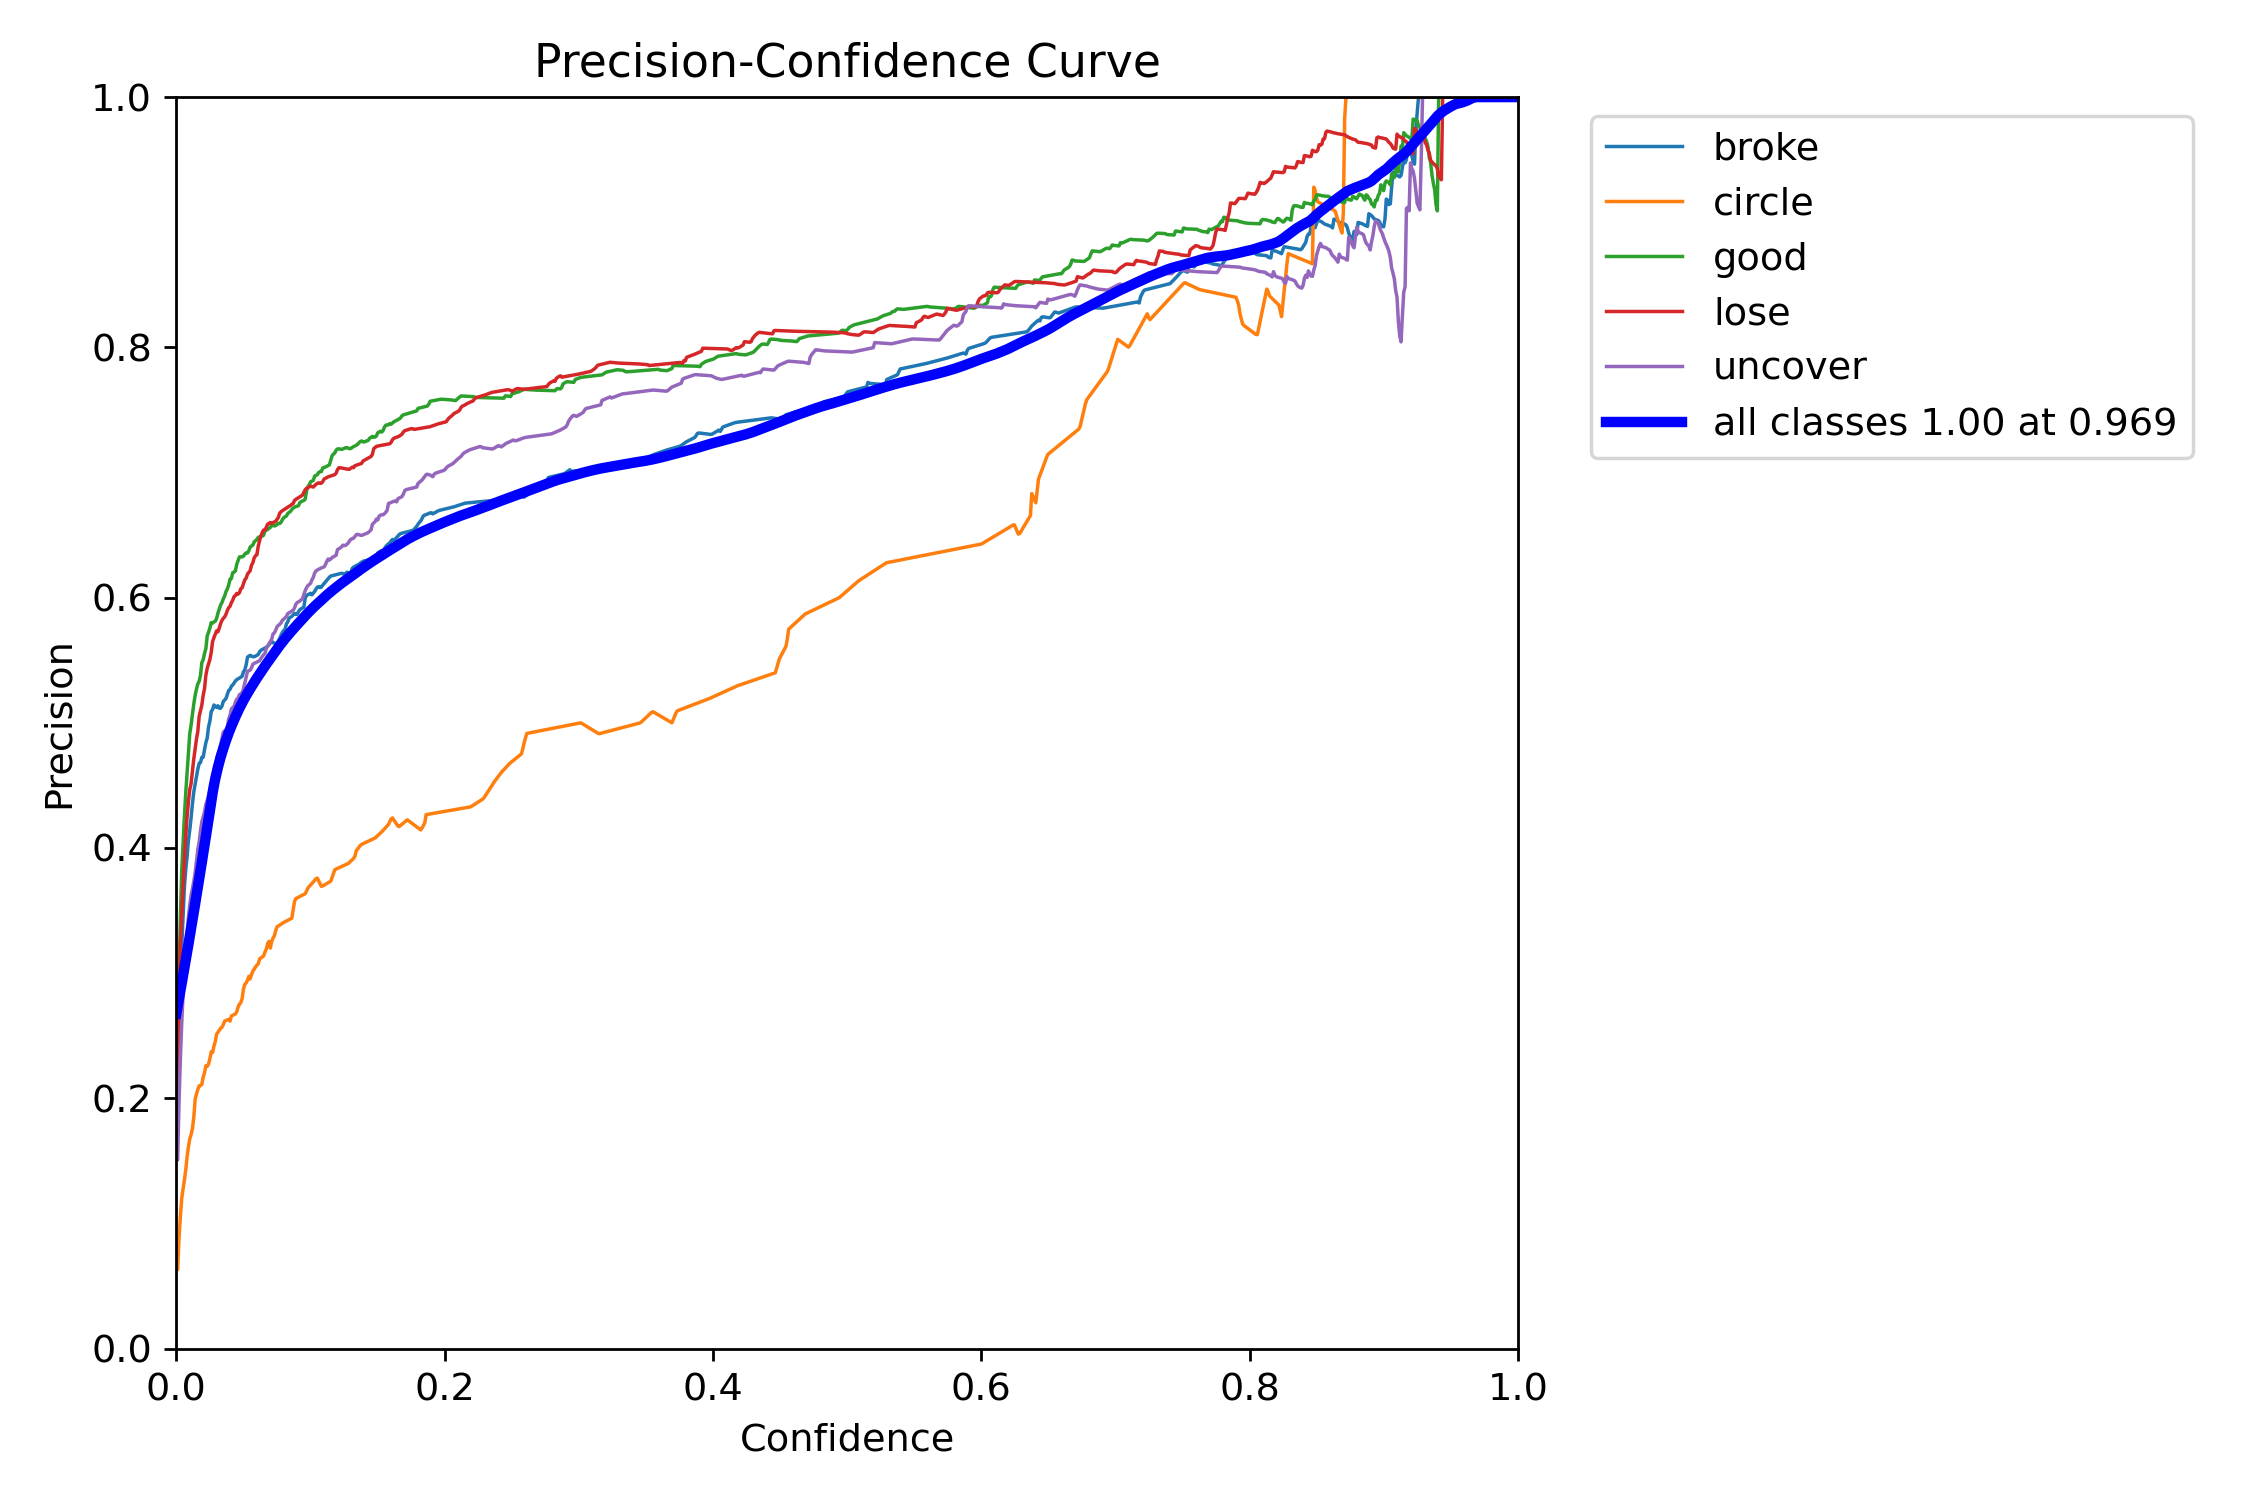 Precision-Confidence Curve
1.0
0.8
0.6
0.4
0.2
0.0
Precision
0.0 0.2 0.4 0.6 0.8 1.0
Confidence
broke
circle
good
lose
uncover
all classes 1.00 at 0.969